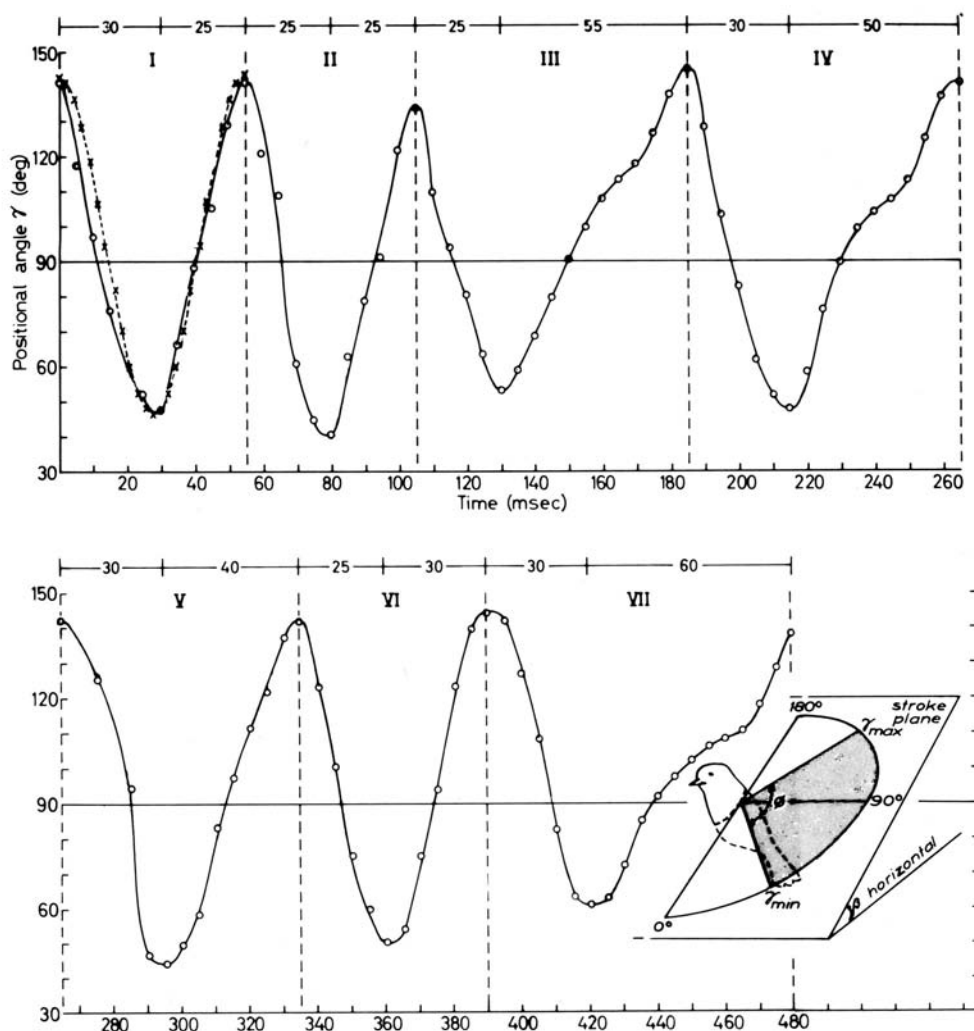 30 25 25 25 25 55 30 50
I II III IV
150
120
90
60
30
Positional angle γ (deg)
20 40 60 80 100 120 140 160 180 200 220 240 260
Time (msec)
30 40 25 30 30 60
V VI VII
150
120
90
60
30
180°
stroke
plane
γmax
ø
90°
γmin
0°
β
horizontal
280 300 320 340 360 380 400 420 440 460 480